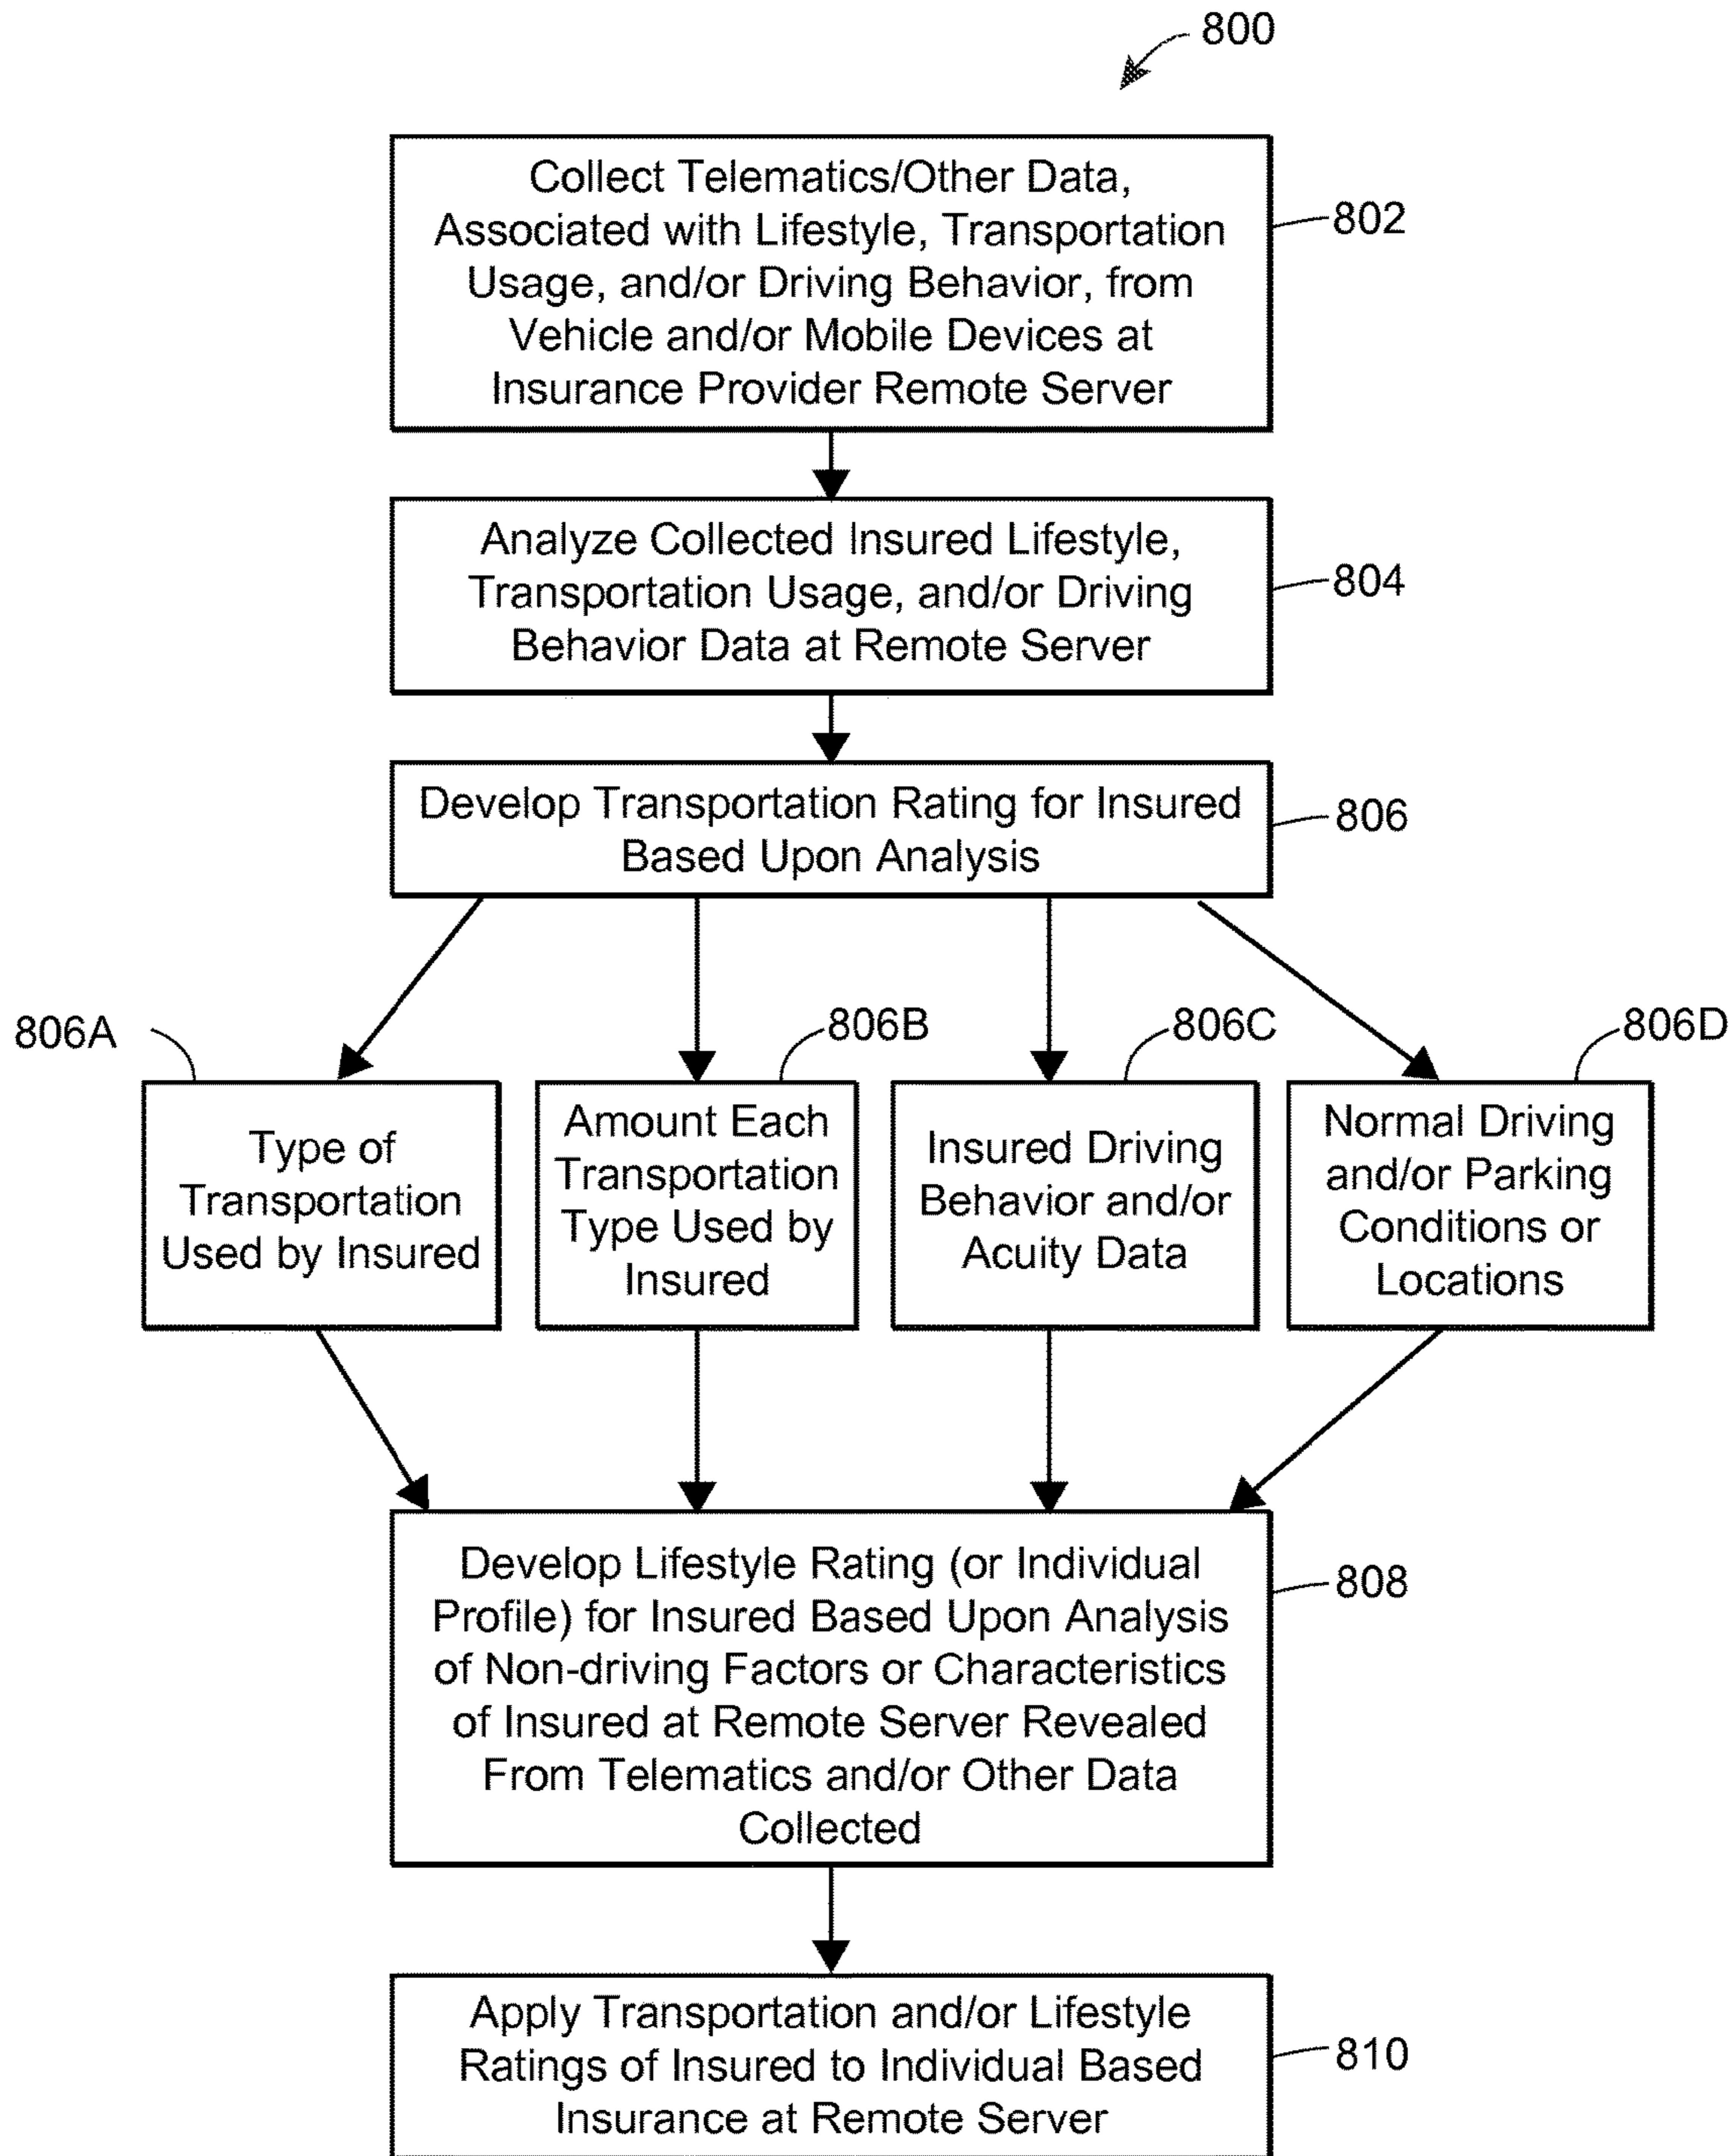 800
Collect Telematics/Other Data,
Associated with Lifestyle, Transportation
Usage, and/or Driving Behavior, from
Vehicle and/or Mobile Devices at
Insurance Provider Remote Server
802
Analyze Collected Insured Lifestyle,
Transportation Usage, and/or Driving
Behavior Data at Remote Server
804
Develop Transportation Rating for Insured
Based Upon Analysis
806
806A
Type of
Transportation
Used by Insured
806B
Amount Each
Transportation
Type Used by
Insured
806C
Insured Driving
Behavior and/or
Acuity Data
806D
Normal Driving
and/or Parking
Conditions or
Locations
Develop Lifestyle Rating (or Individual
Profile) for Insured Based Upon Analysis
of Non-driving Factors or Characteristics
of Insured at Remote Server Revealed
From Telematics and/or Other Data
Collected
808
Apply Transportation and/or Lifestyle
Ratings of Insured to Individual Based
Insurance at Remote Server
810